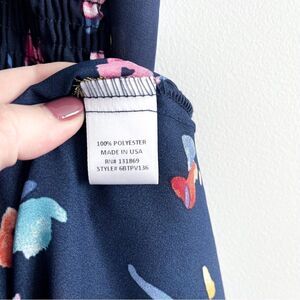 100% POLYESTER
MADE IN USA
RN# 131869
STYLE# 6BTPV136